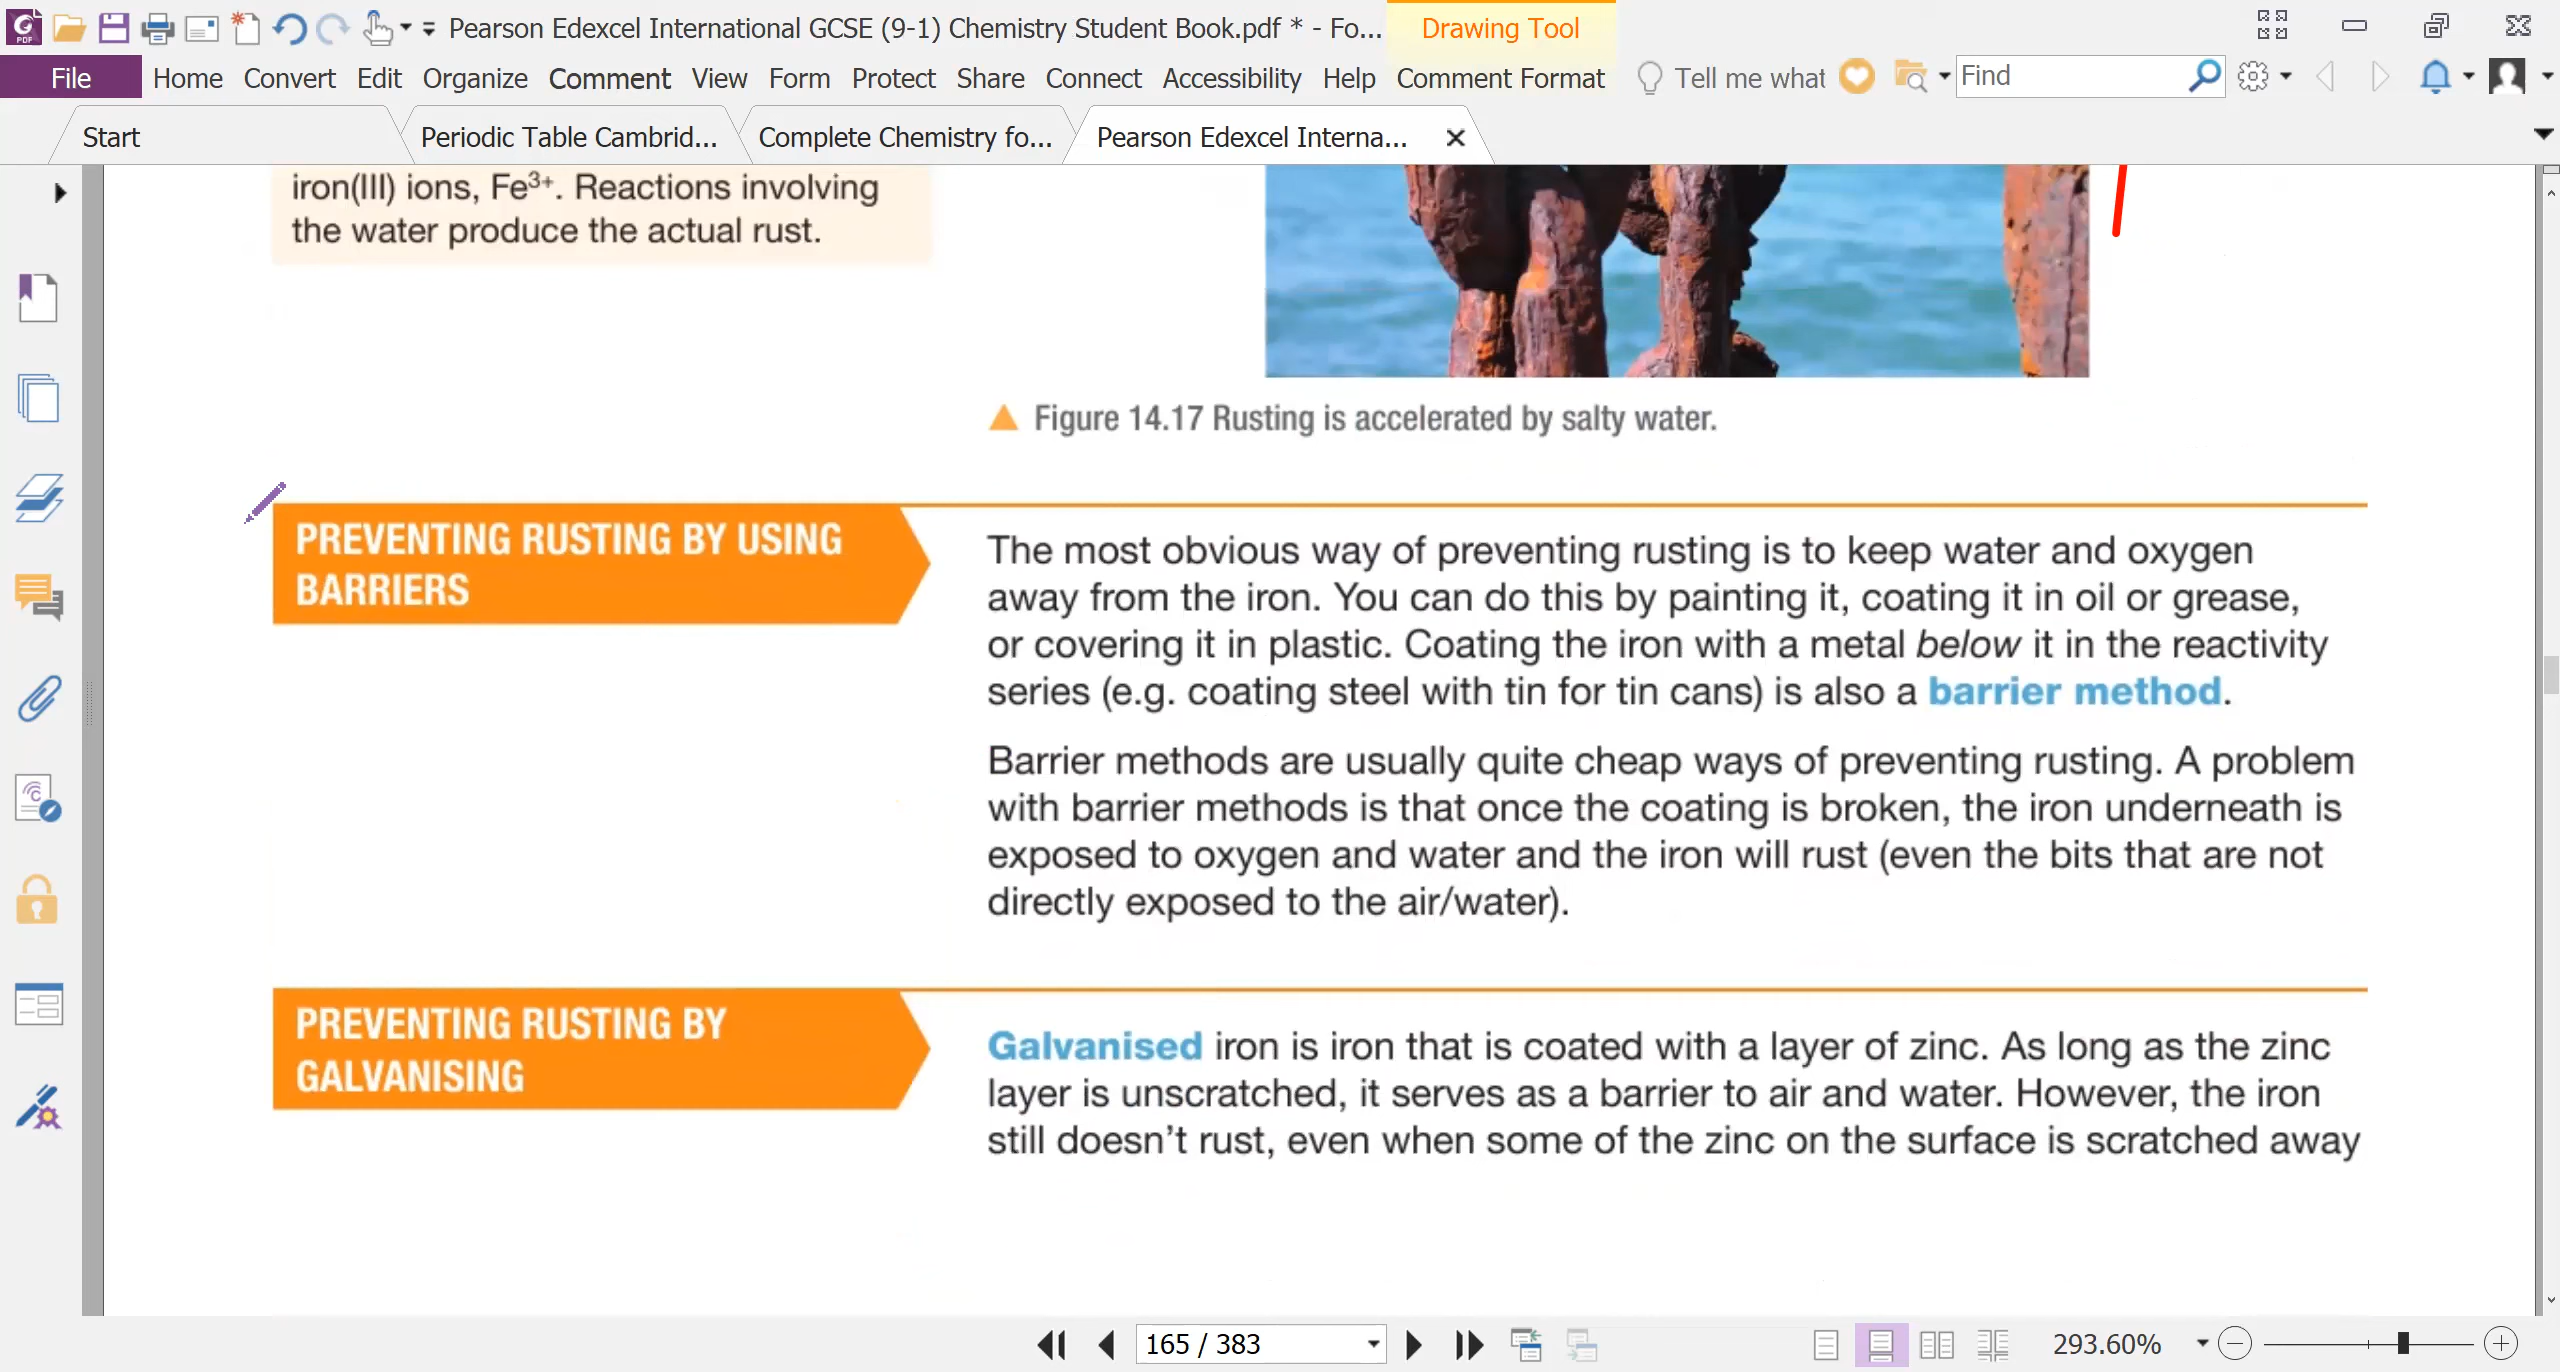 Pearson Edexcel International GCSE (9-1) Chemistry Student Book.pdf * - Fo...
Drawing Tool
File Home Convert Edit Organize Comment View Form Protect Share Connect Accessibility Help Comment Format Tell me what Find
Start Periodic Table Cambrid... Complete Chemistry fo... Pearson Edexcel Interna...
iron(III) ions, Fe³⁺. Reactions involving
the water produce the actual rust.
Figure 14.17 Rusting is accelerated by salty water.
PREVENTING RUSTING BY USING
BARRIERS
The most obvious way of preventing rusting is to keep water and oxygen
away from the iron. You can do this by painting it, coating it in oil or grease,
or covering it in plastic. Coating the iron with a metal below it in the reactivity
series (e.g. coating steel with tin for tin cans) is also a barrier method.
Barrier methods are usually quite cheap ways of preventing rusting. A problem
with barrier methods is that once the coating is broken, the iron underneath is
exposed to oxygen and water and the iron will rust (even the bits that are not
directly exposed to the air/water).
PREVENTING RUSTING BY
GALVANISING
Galvanised iron is iron that is coated with a layer of zinc. As long as the zinc
layer is unscratched, it serves as a barrier to air and water. However, the iron
still doesn't rust, even when some of the zinc on the surface is scratched away
165 / 383
293.60%